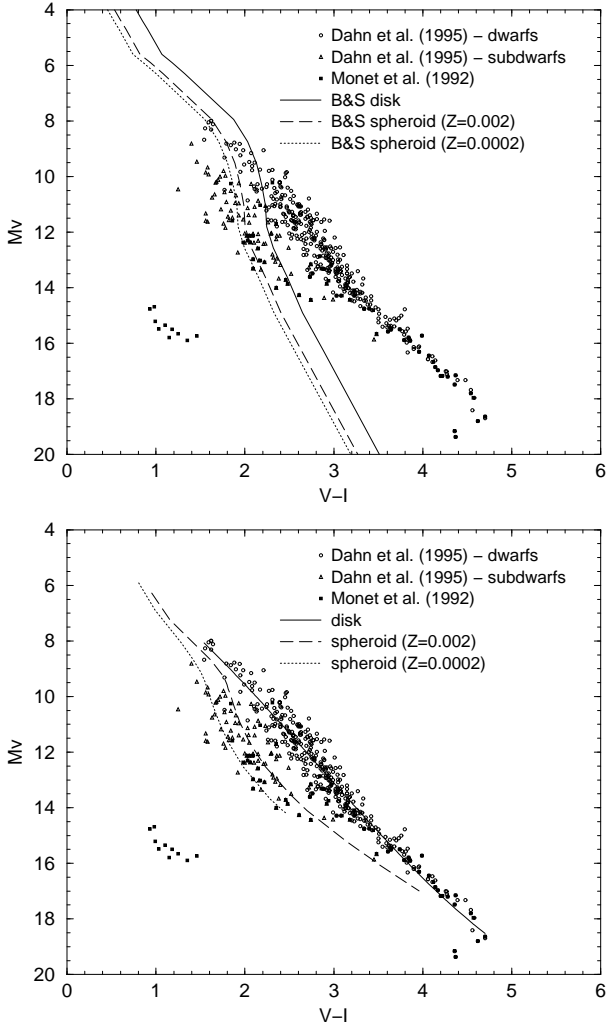 4
6
8
10
12
14
16
18
20
Mv
Dahn et al. (1995) – dwarfs
Dahn et al. (1995) – subdwarfs
Monet et al. (1992)
B&S disk
B&S spheroid (Z=0.002)
B&S spheroid (Z=0.0002)
0 1 2 3 4 5 6
V–I
4
6
8
10
12
14
16
18
20
Mv
Dahn et al. (1995) – dwarfs
Dahn et al. (1995) – subdwarfs
Monet et al. (1992)
disk
spheroid (Z=0.002)
spheroid (Z=0.0002)
0 1 2 3 4 5 6
V–I